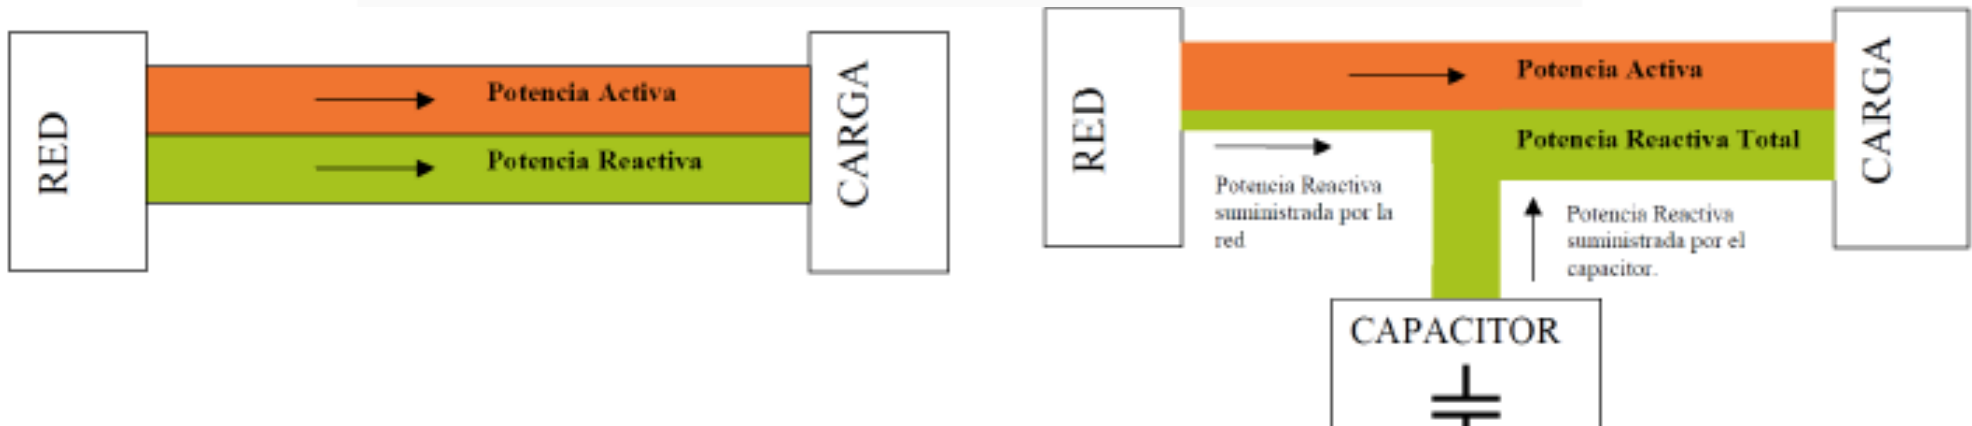 RED
Potencia Activa
Potencia Reactiva
CARGA
RED
Potencia Activa
Potencia Reactiva Total
CARGA
Potencia Reactiva
suministrada por la
red
Potencia Reactiva
suministrada por el
capacitor.
CAPACITOR